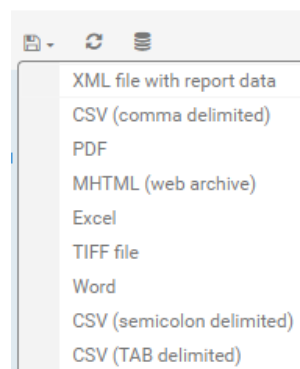 XML file with report data
CSV (comma delimited)
PDF
MHTML (web archive)
Excel
TIFF file
Word
CSV (semicolon delimited)
CSV (TAB delimited)